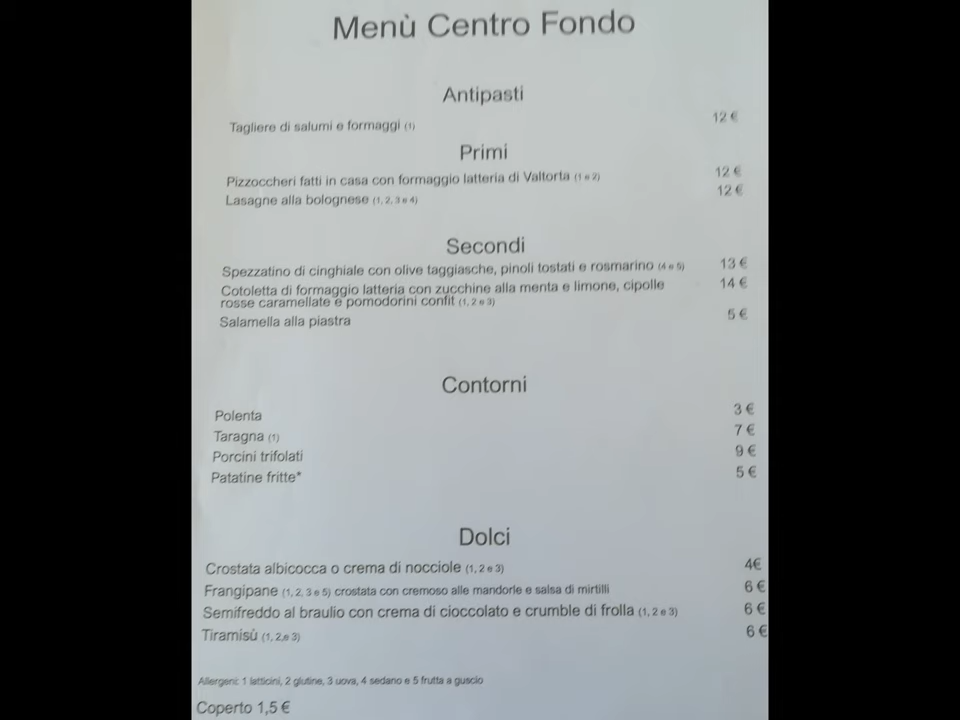 Menù Centro Fondo
Antipasti
Tagliere di salumi e formaggi (1) 12 €
Primi
Pizzoccheri fatti in casa con formaggio latteria di Valtorta (1 e 2) 12 €
Lasagne alla bolognese (1, 2, 3 e 4) 12 €
Secondi
Spezzatino di cinghiale con olive taggiasche, pinoli tostati e rosmarino (4 e 5) 13 €
Cotoletta di formaggio latteria con zucchine alla menta e limone, cipolle 14 €
rosse caramellate e pomodorini confit (1, 2 e 3)
Salamella alla piastra 5 €
Contorni
Polenta 3 €
Taragna (1) 7 €
Porcini trifolati 9 €
Patatine fritte* 5 €
Dolci
Crostata albicocca o crema di nocciole (1, 2 e 3) 4€
Frangipane (1, 2, 3 e 5) crostata con cremoso alle mandorle e salsa di mirtilli 6 €
Semifreddo al braulio con crema di cioccolato e crumble di frolla (1, 2 e 3) 6 €
Tiramisù (1, 2,e 3) 6 €
Allergeni: 1 latticini, 2 glutine, 3 uova, 4 sedano e 5 frutta a guscio
Coperto 1,5 €